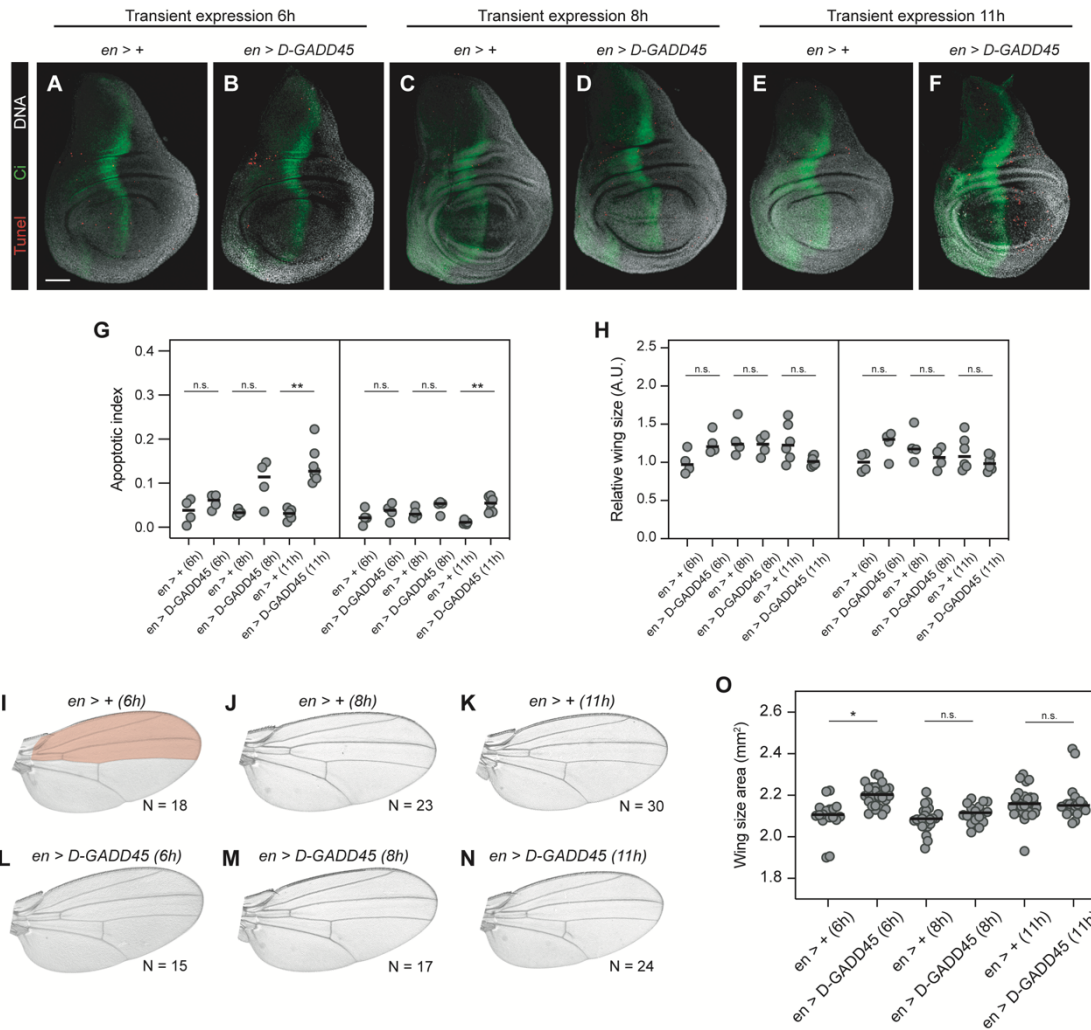 Transient expression 6h
Transient expression 8h
Transient expression 11h
en > +
en > D-GADD45
en > +
en > D-GADD45
en > +
en > D-GADD45
Tunel Ci DNA
A
B
C
D
E
F
G
Apoptotic index
0.4
0.3
0.2
0.1
0.0
n.s.
n.s.
**
n.s.
n.s.
**
en > + (6h)
en > D-GADD45 (6h)
en > + (8h)
en > D-GADD45 (8h)
en > + (11h)
en > D-GADD45 (11h)
en > + (6h)
en > D-GADD45 (6h)
en > + (8h)
en > D-GADD45 (8h)
en > + (11h)
en > D-GADD45 (11h)
H
Relative wing size (A.U.)
2.5
2.0
1.5
1.0
0.5
0.0
n.s.
n.s.
n.s.
n.s.
n.s.
n.s.
en > + (6h)
en > D-GADD45 (6h)
en > + (8h)
en > D-GADD45 (8h)
en > + (11h)
en > D-GADD45 (11h)
en > + (6h)
en > D-GADD45 (6h)
en > + (8h)
en > D-GADD45 (8h)
en > + (11h)
en > D-GADD45 (11h)
I
en > + (6h)
N = 18
J
en > + (8h)
N = 23
K
en > + (11h)
N = 30
L
en > D-GADD45 (6h)
N = 15
M
en > D-GADD45 (8h)
N = 17
N
en > D-GADD45 (11h)
N = 24
O
Wing size area (mm²)
2.6
2.4
2.2
2.0
1.8
*
n.s.
n.s.
en > + (6h)
en > D-GADD45 (6h)
en > + (8h)
en > D-GADD45 (8h)
en > + (11h)
en > D-GADD45 (11h)